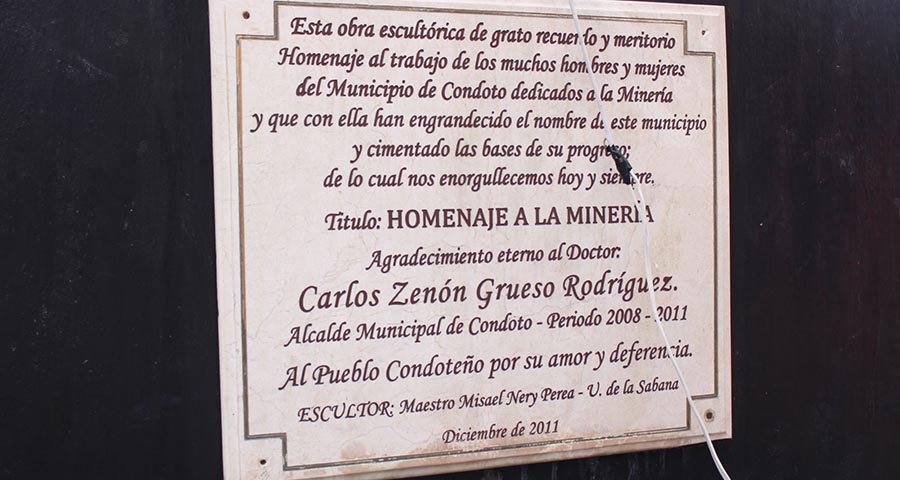 Esta obra escultórica de grato recuerdo y meritorio
Homenaje al trabajo de los muchos hombres y mujeres
del Municipio de Condoto dedicados a la Minería
y que con ella han engrandecido el nombre de este municipio
y cimentado las bases de su progreso;
de lo cual nos enorgullecemos hoy y siempre.
Titulo: HOMENAJE A LA MINERÍA
Agradecimiento eterno al Doctor:
Carlos Zenón Grueso Rodríguez.
Alcalde Municipal de Condoto - Periodo 2008 - 2011
Al Pueblo Condoteño por su amor y deferencia.
ESCULTOR: Maestro Misael Nery Perea - U. de la Sabana
Diciembre de 2011